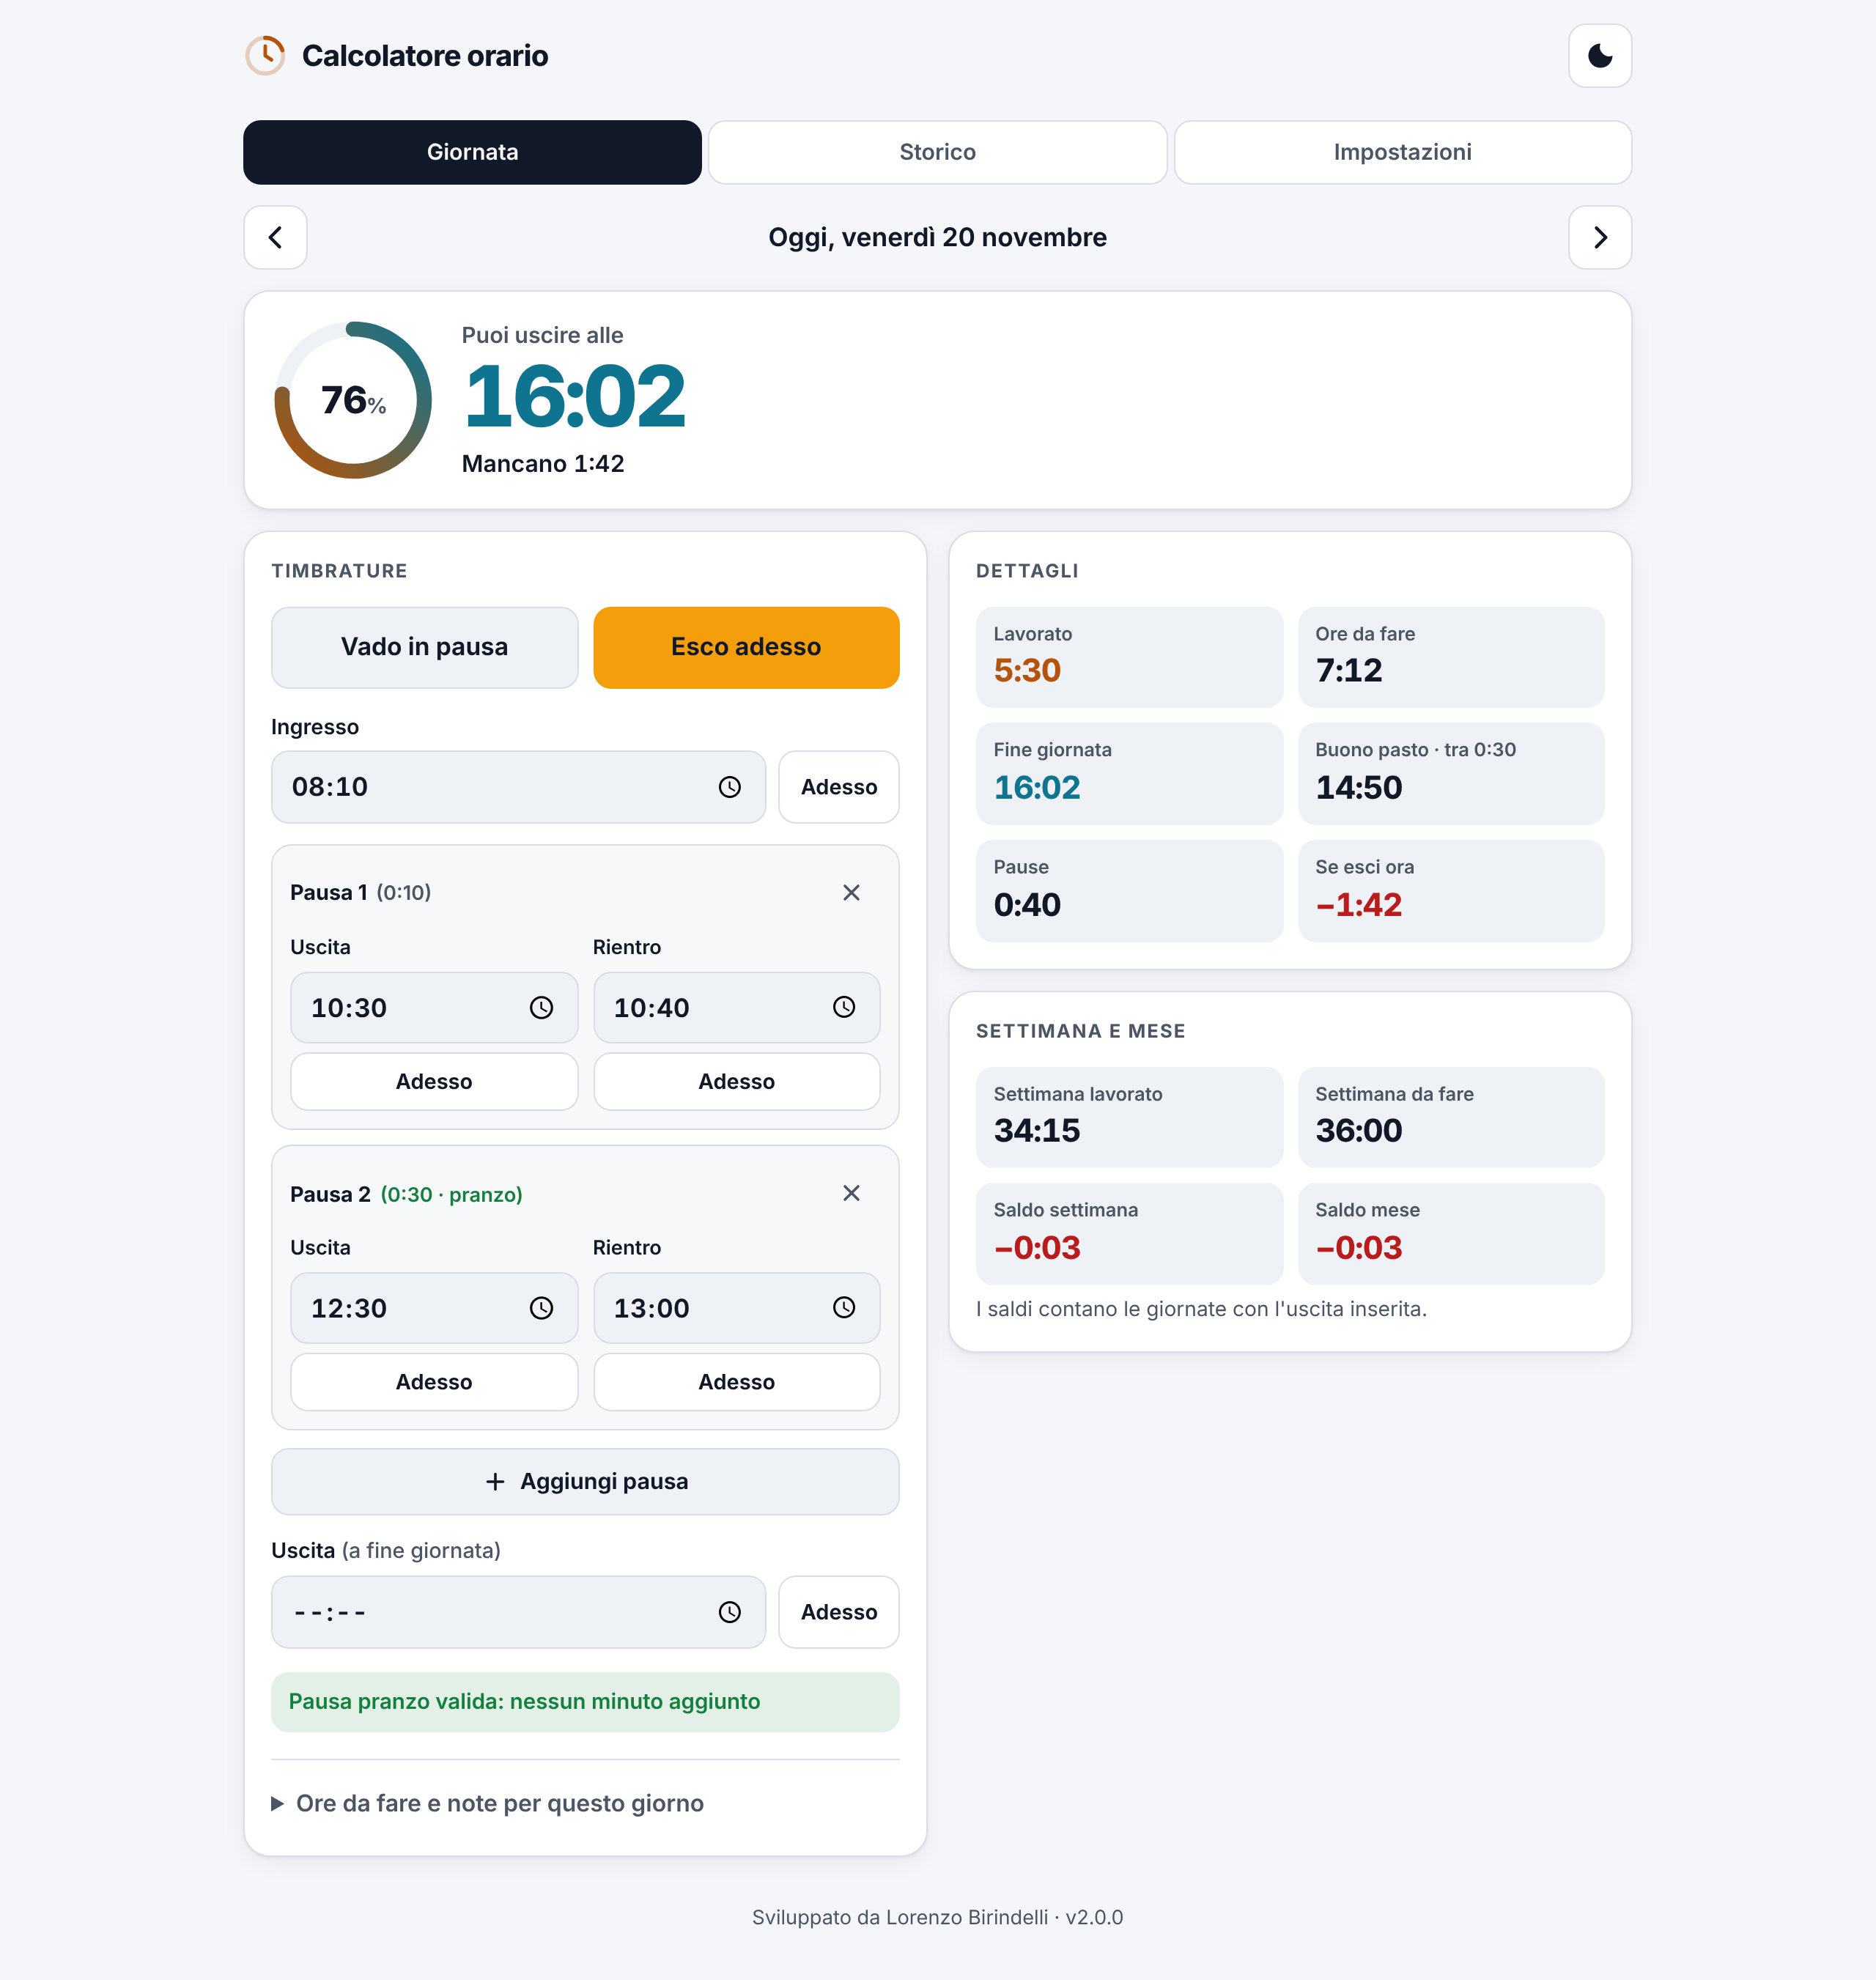 Calcolatore orario
Giornata
Storico
Impostazioni
Oggi, venerdì 20 novembre
76%
Puoi uscire alle
16:02
Mancano 1:42
TIMBRATURE
Vado in pausa
Esco adesso
Ingresso
08:10
Adesso
Pausa 1 (0:10)
Uscita
Rientro
10:30
10:40
Adesso
Adesso
Pausa 2 (0:30 · pranzo)
Uscita
Rientro
12:30
13:00
Adesso
Adesso
+ Aggiungi pausa
Uscita (a fine giornata)
--:--
Adesso
Pausa pranzo valida: nessun minuto aggiunto
Ore da fare e note per questo giorno
DETTAGLI
Lavorato
5:30
Ore da fare
7:12
Fine giornata
16:02
Buono pasto · tra 0:30
14:50
Pause
0:40
Se esci ora
−1:42
SETTIMANA E MESE
Settimana lavorato
34:15
Settimana da fare
36:00
Saldo settimana
−0:03
Saldo mese
−0:03
I saldi contano le giornate con l'uscita inserita.
Sviluppato da Lorenzo Birindelli · v2.0.0